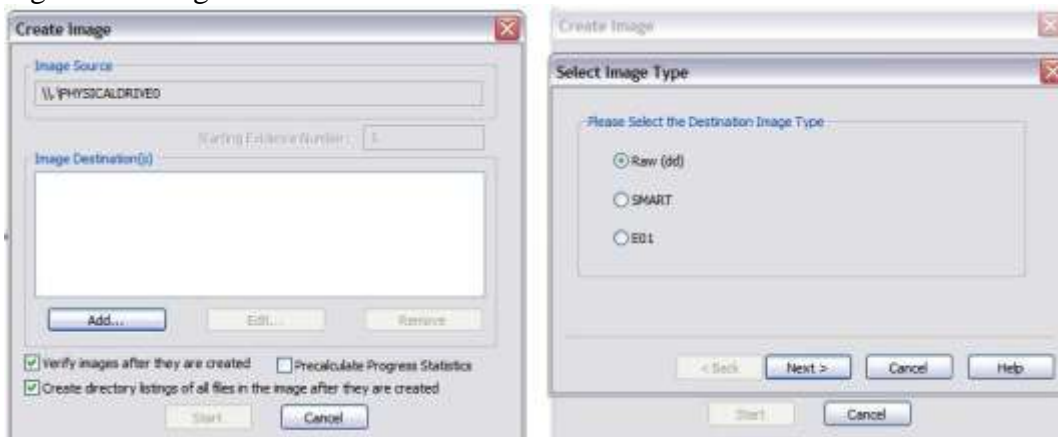 Create Image
Image Source
\\.\PHYSICALDRIVE0
Starting Evidence Number: 1
Image Destination(s)
Add...
Edit...
Remove
Verify images after they are created
Precalculate Progress Statistics
Create directory listings of all files in the image after they are created
Start
Cancel
Create Image
Select Image Type
Please Select the Destination Image Type
Raw (dd)
SMART
E01
< Back
Next >
Cancel
Help
Start
Cancel